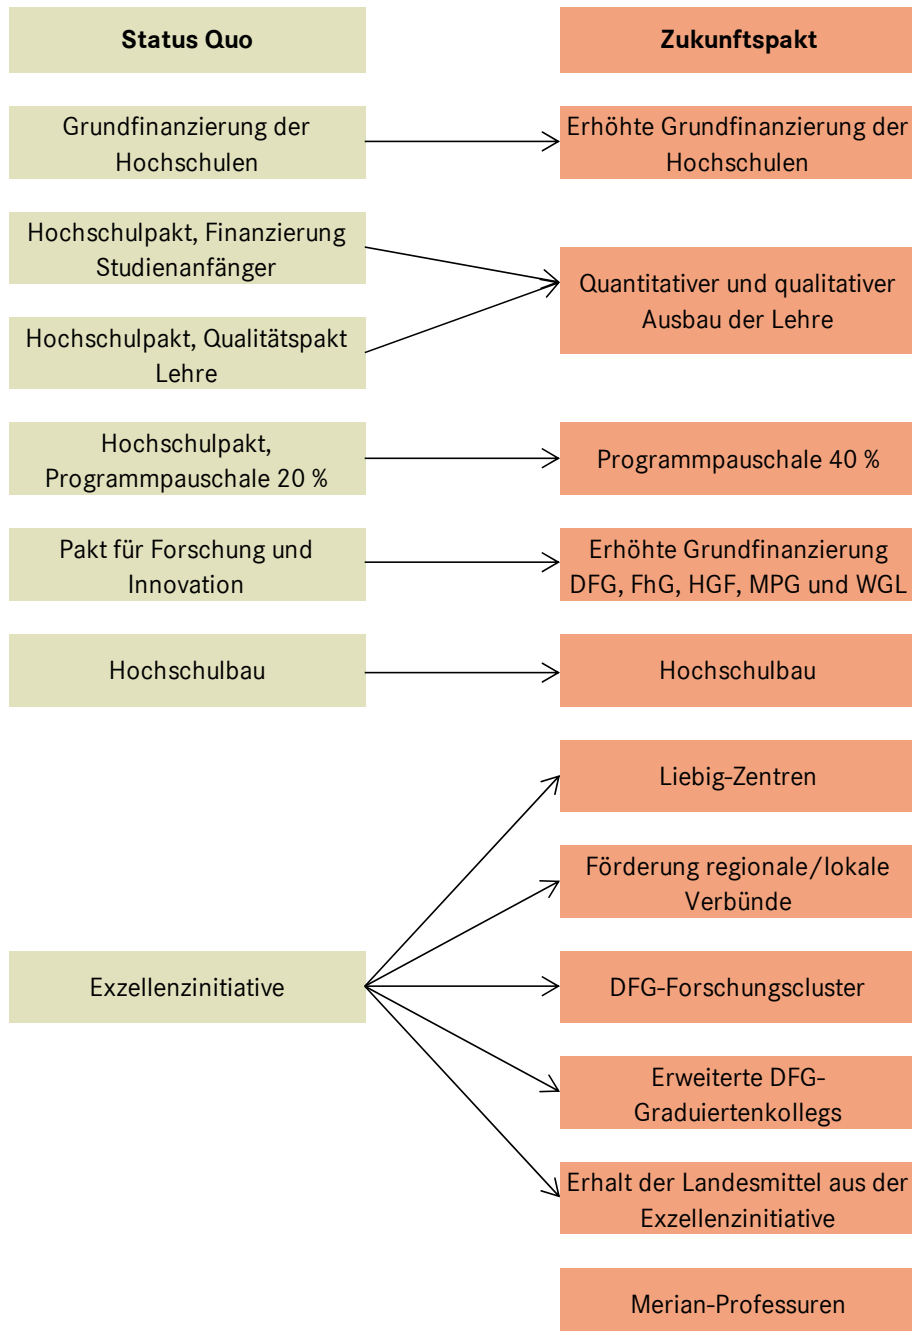 Status Quo
Zukunftspakt
Grundfinanzierung der
Hochschulen
Erhöhte Grundfinanzierung der
Hochschulen
Hochschulpakt, Finanzierung
Studienanfänger
Hochschulpakt, Qualitätspakt
Lehre
Quantitativer und qualitativer
Ausbau der Lehre
Hochschulpakt,
Programmpauschale 20 %
Programmpauschale 40 %
Pakt für Forschung und
Innovation
Erhöhte Grundfinanzierung
DFG, FhG, HGF, MPG und WGL
Hochschulbau
Hochschulbau
Exzellenzinitiative
Liebig-Zentren
Förderung regionale/lokale
Verbünde
DFG-Forschungscluster
Erweiterte DFG-
Graduiertenkollegs
Erhalt der Landesmittel aus der
Exzellenzinitiative
Merian-Professuren